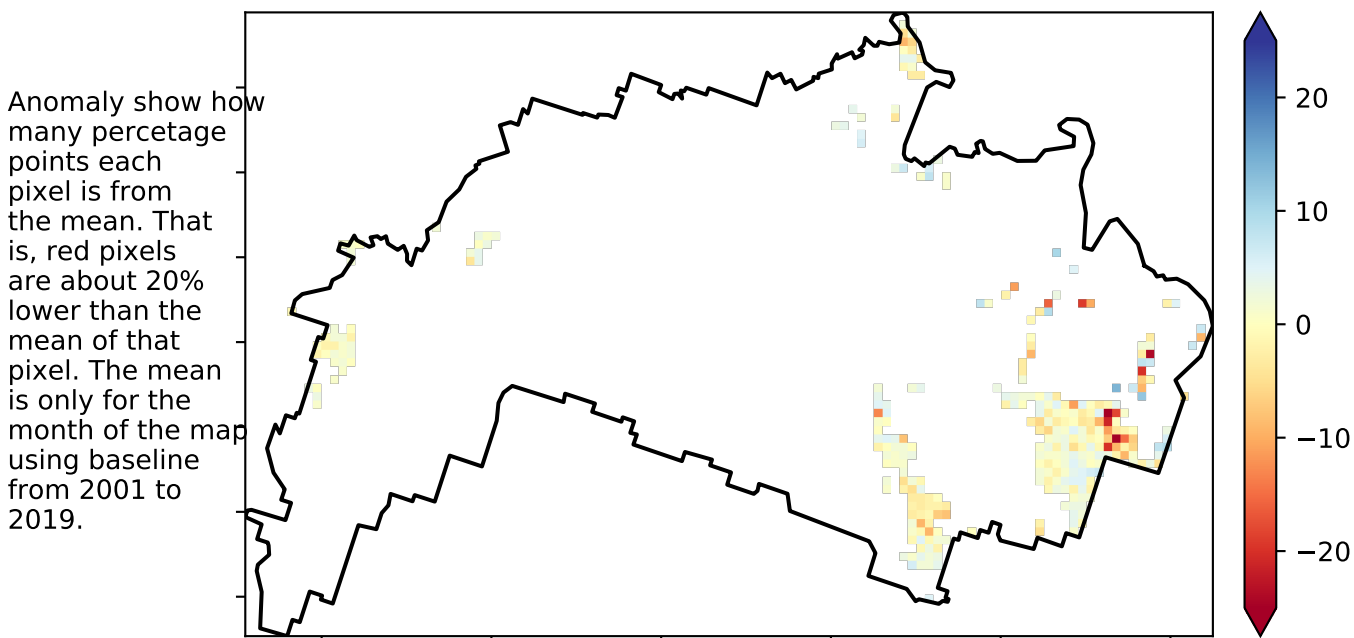 Anomaly show how
many percetage
points each
pixel is from
the mean. That
is, red pixels
are about 20%
lower than the
mean of that
pixel. The mean
is only for the
month of the map
using baseline
from 2001 to
2019.
20
10
0
−10
−20